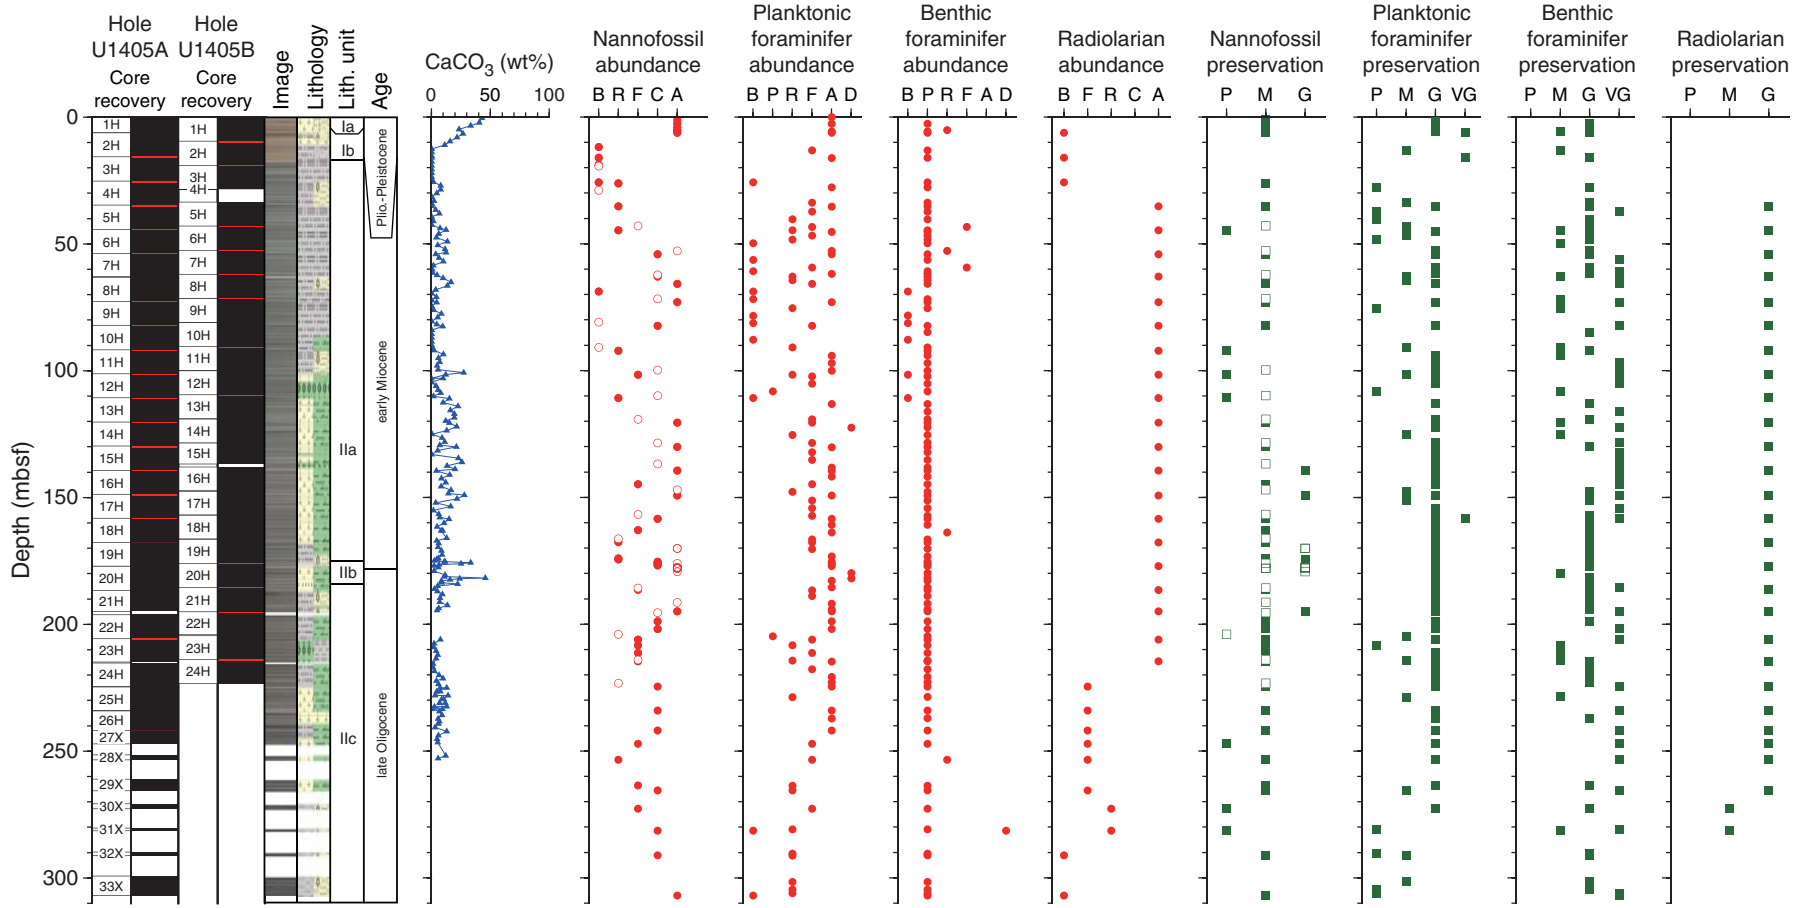 Hole
U1405A
Core
recovery
Hole
U1405B
Core
recovery
Image
Lithology
Lith. unit
Age
CaCO3 (wt%)
0 50 100
Nannofossil
abundance
B R F C A
Planktonic
foraminifer
abundance
B P R F A D
Benthic
foraminifer
abundance
B P R F A D
Radiolarian
abundance
B F R C A
Nannofossil
preservation
P M G
Planktonic
foraminifer
preservation
P M G VG
Benthic
foraminifer
preservation
P M G VG
Radiolarian
preservation
P M G
Depth (mbsf)
0
50
100
150
200
250
300
1H
2H
3H
4H
5H
6H
7H
8H
9H
10H
11H
12H
13H
14H
15H
16H
17H
18H
19H
20H
21H
22H
23H
24H
25H
26H
27X
28X
29X
30X
31X
32X
33X
1H
2H
3H
4H
5H
6H
7H
8H
9H
10H
11H
12H
13H
14H
15H
16H
17H
18H
19H
20H
21H
22H
23H
24H
Ia
Ib
IIa
IIb
IIc
Plio.-Pleistocene
early Miocene
late Oligocene